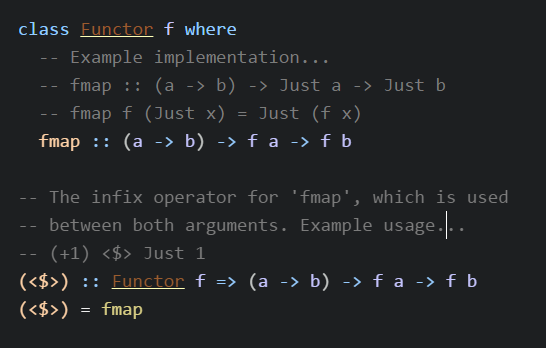 class Functor f where
-- Example implementation...
-- fmap :: (a -> b) -> Just a -> Just b
-- fmap f (Just x) = Just (f x)
fmap :: (a -> b) -> f a -> f b
-- The infix operator for 'fmap', which is used
-- between both arguments. Example usage...
-- (+1) <$> Just 1
(<$>) :: Functor f => (a -> b) -> f a -> f b
(<$>) = fmap